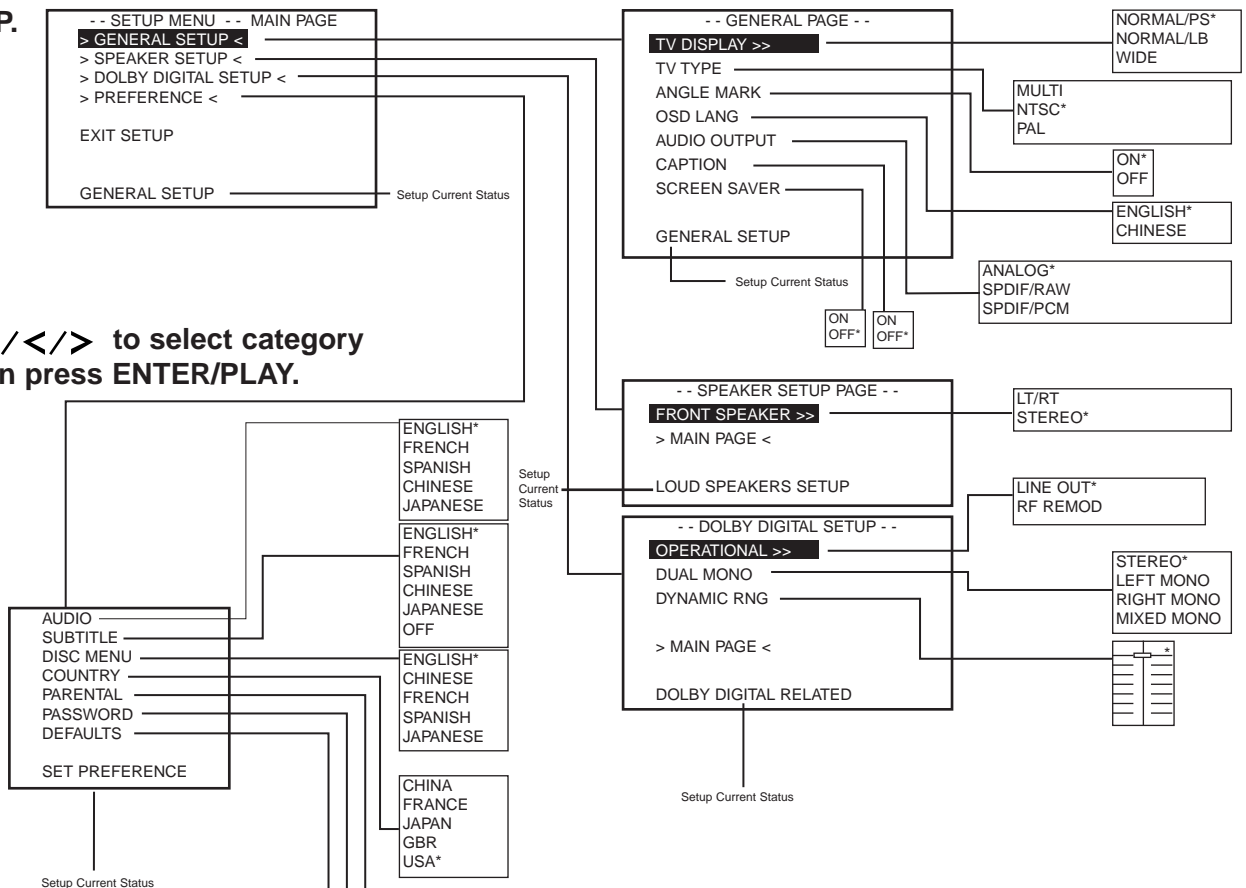 P.
- - SETUP MENU - - MAIN PAGE
> GENERAL SETUP <
> SPEAKER SETUP <
> DOLBY DIGITAL SETUP <
> PREFERENCE <
EXIT SETUP
GENERAL SETUP
Setup Current Status
- - GENERAL PAGE - -
TV DISPLAY >>
TV TYPE
ANGLE MARK
OSD LANG
AUDIO OUTPUT
CAPTION
SCREEN SAVER
GENERAL SETUP
Setup Current Status
NORMAL/PS*
NORMAL/LB
WIDE
MULTI
NTSC*
PAL
ON*
OFF
ENGLISH*
CHINESE
ANALOG*
SPDIF/RAW
SPDIF/PCM
ON
OFF*
ON
OFF*
/</> to select category
n press ENTER/PLAY.
- - SPEAKER SETUP PAGE - -
FRONT SPEAKER >>
> MAIN PAGE <
LOUD SPEAKERS SETUP
Setup
Current
Status
LT/RT
STEREO*
- - DOLBY DIGITAL SETUP - -
OPERATIONAL >>
DUAL MONO
DYNAMIC RNG
> MAIN PAGE <
DOLBY DIGITAL RELATED
Setup Current Status
LINE OUT*
RF REMOD
STEREO*
LEFT MONO
RIGHT MONO
MIXED MONO
*
AUDIO
SUBTITLE
DISC MENU
COUNTRY
PARENTAL
PASSWORD
DEFAULTS
SET PREFERENCE
Setup Current Status
ENGLISH*
FRENCH
SPANISH
CHINESE
JAPANESE
ENGLISH*
FRENCH
SPANISH
CHINESE
JAPANESE
OFF
ENGLISH*
CHINESE
FRENCH
SPANISH
JAPANESE
CHINA
FRANCE
JAPAN
GBR
USA*